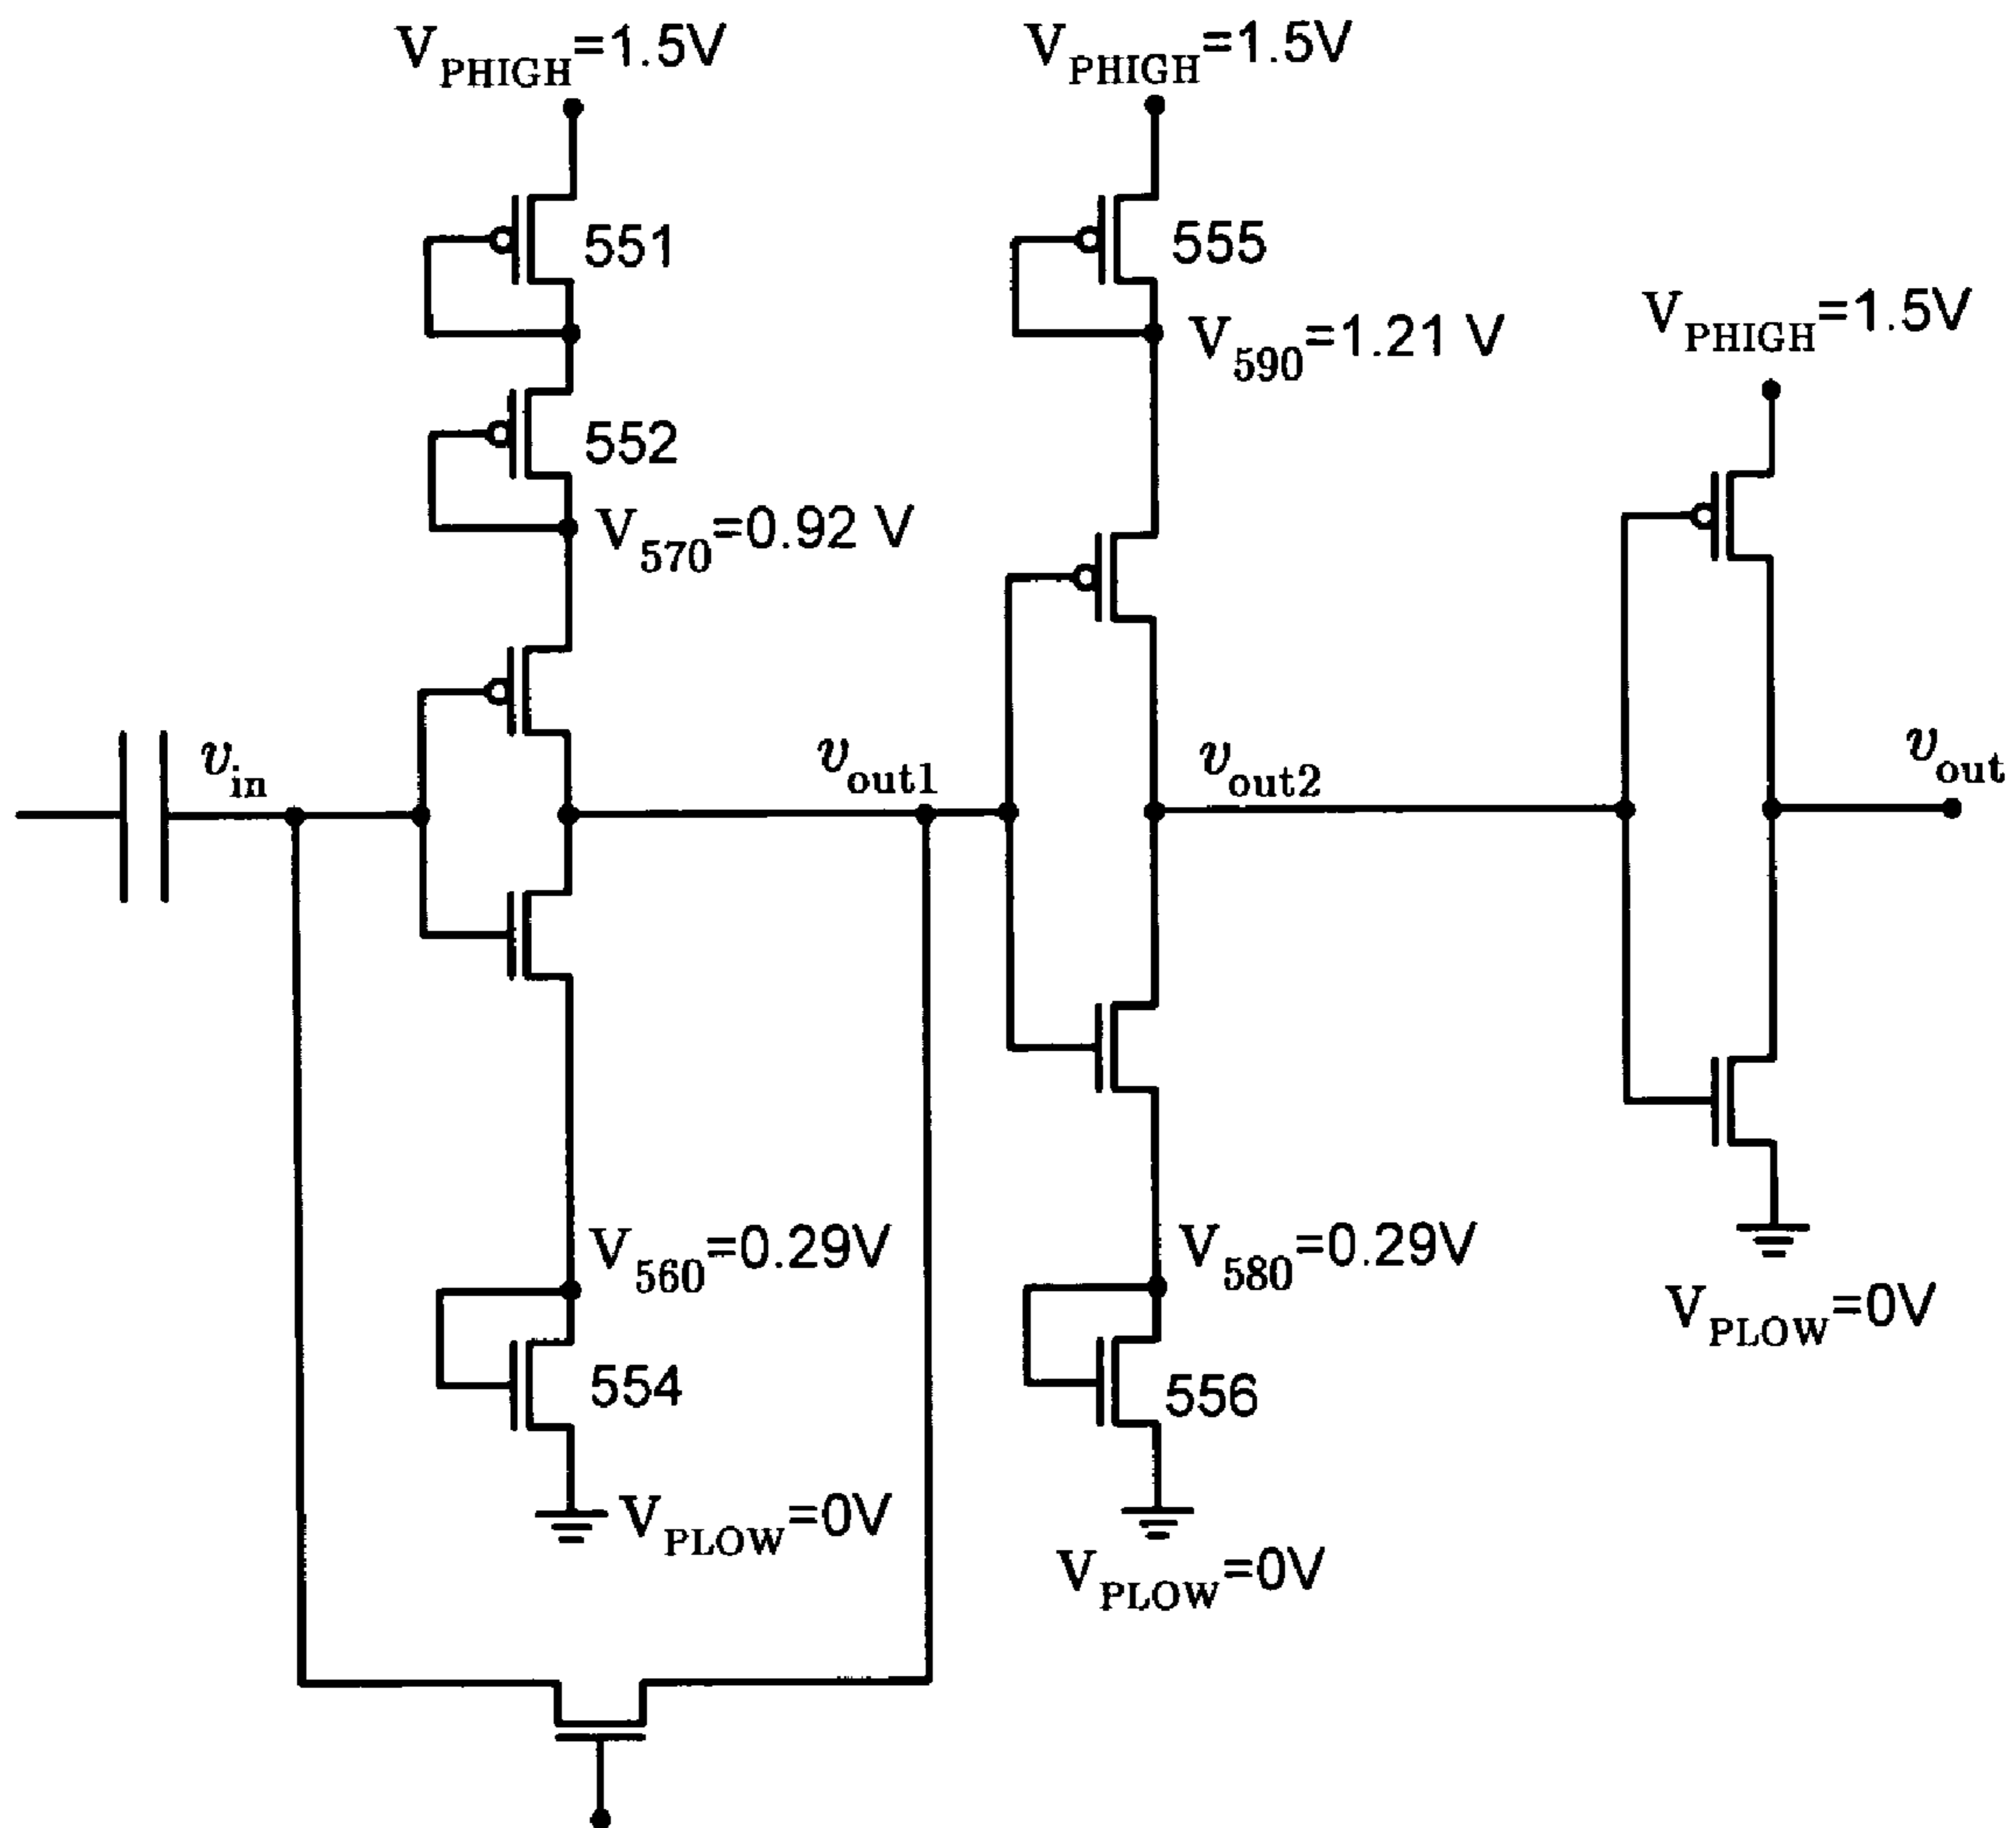 V_PHIGH=1.5V
V_PHIGH=1.5V
551
555
V_PHIGH=1.5V
V_590=1.21 V
552
V_570=0.92 V
v_in
v_out1
v_out2
v_out
V_560=0.29V
V_580=0.29V
V_PLOW=0V
554
556
V_PLOW=0V
V_PLOW=0V